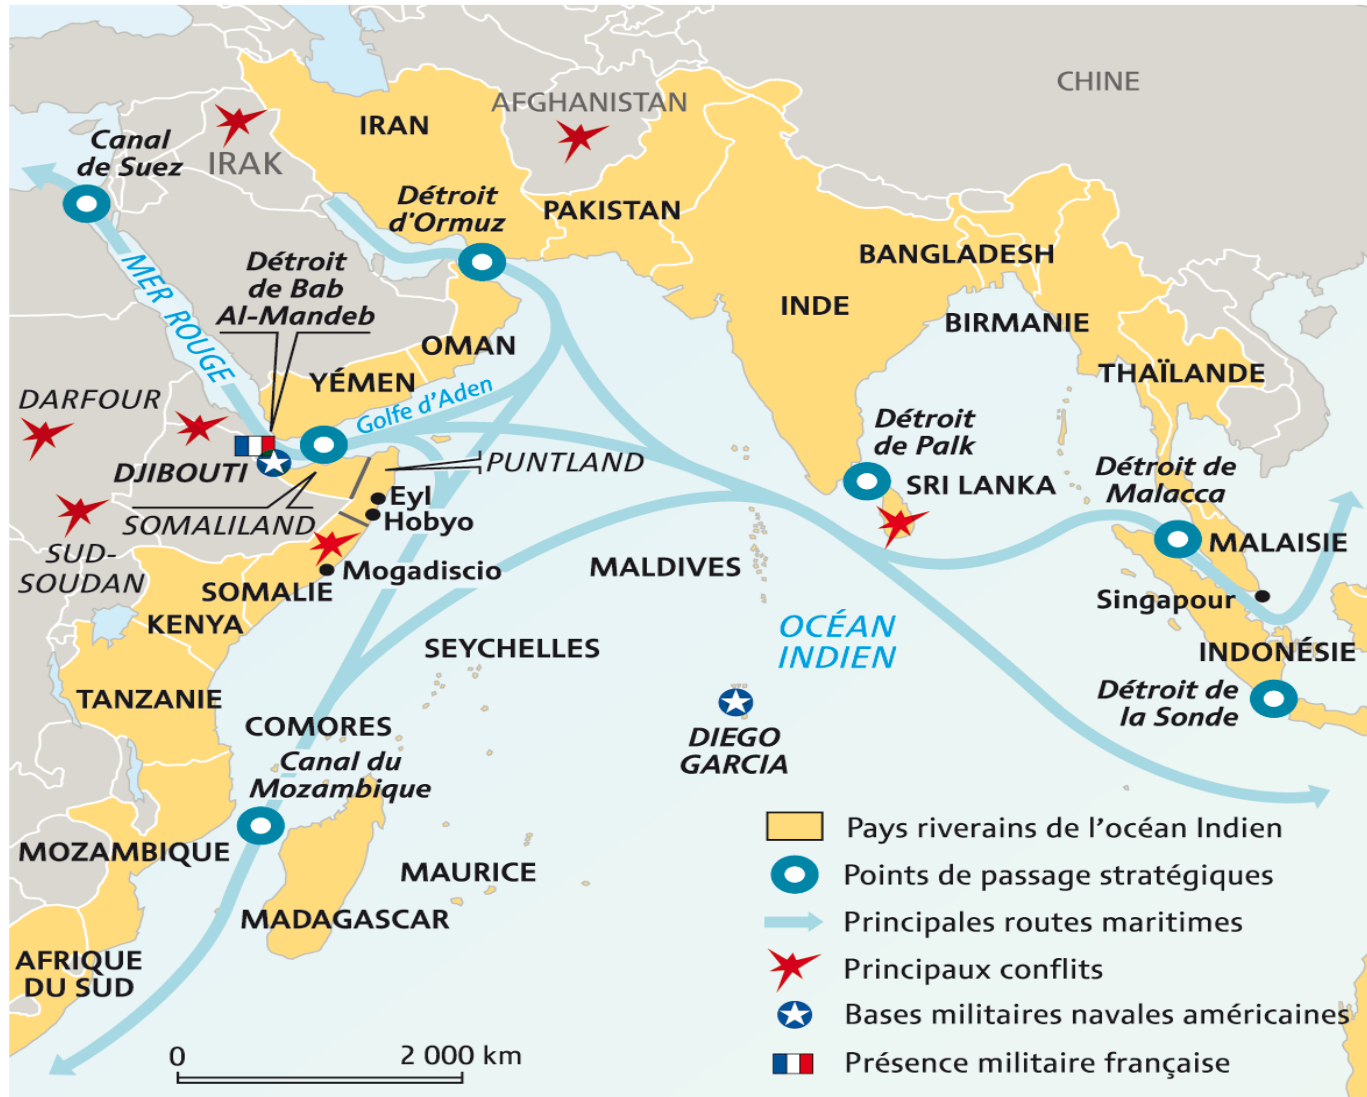 CHINE
AFGHANISTAN
IRAN
Canal
de Suez
IRAK
Détroit
d'Ormuz
PAKISTAN
Détroit
de Bab
Al-Mandeb
MER ROUGE
BANGLADESH
INDE
BIRMANIE
OMAN
YÉMEN
THAÏLANDE
Golfe d'Aden
DARFOUR
Détroit
de Palk
DJIBOUTI
PUNTLAND
Détroit de
Malacca
SRI LANKA
Eyl
Hobyo
SOMALILAND
SUD-
SOUDAN
MALAISIE
Mogadiscio
MALDIVES
SOMALIE
Singapour
KENYA
OCÉAN
INDIEN
SEYCHELLES
INDONÉSIE
TANZANIE
Détroit de
la Sonde
COMORES
DIEGO
GARCIA
Canal du
Mozambique
MOZAMBIQUE
MAURICE
MADAGASCAR
AFRIQUE
DU SUD
Pays riverains de l'océan Indien
Points de passage stratégiques
Principales routes maritimes
Principaux conflits
Bases militaires navales américaines
Présence militaire française
0 2 000 km